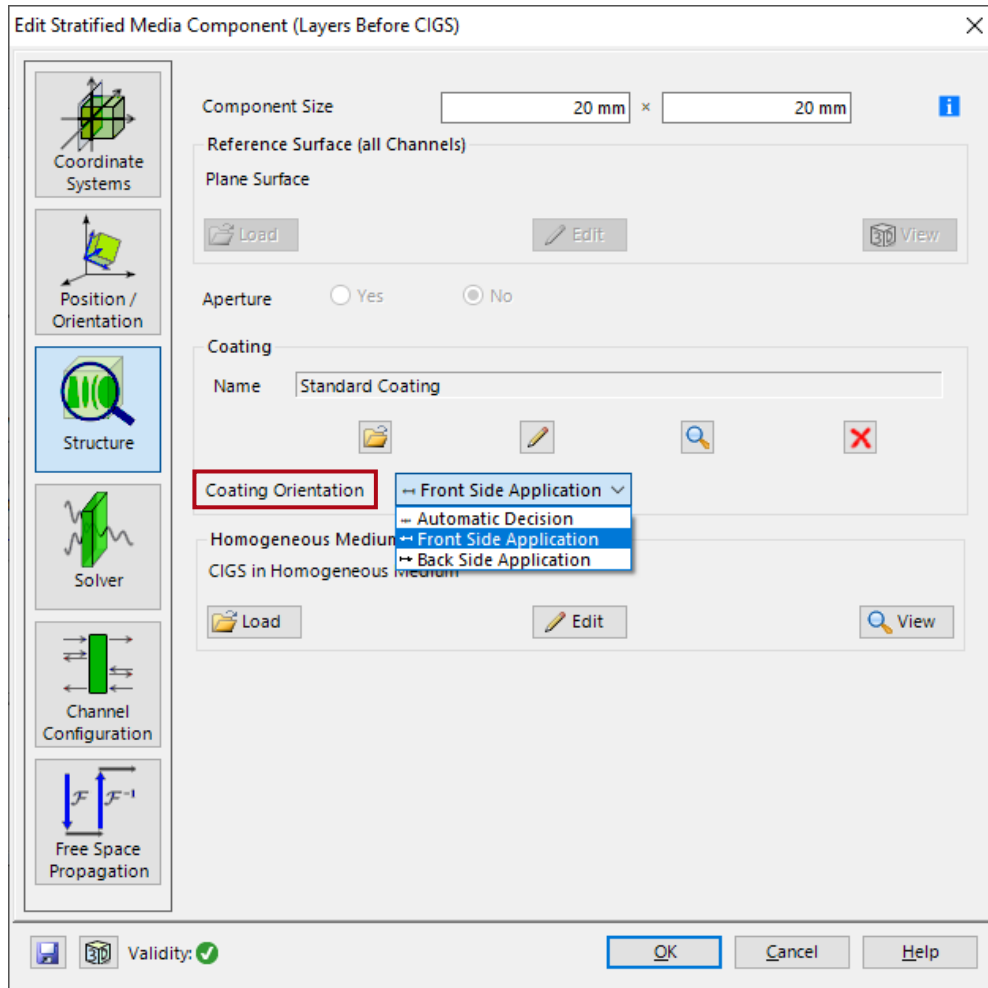 Edit Stratified Media Component (Layers Before CIGS)
Coordinate
Systems
Position /
Orientation
Structure
Solver
Channel
Configuration
F F-1
Free Space
Propagation
Component Size 20 mm × 20 mm
Reference Surface (all Channels)
Plane Surface
Load Edit 3D View
Aperture Yes No
Coating
Name Standard Coating
Coating Orientation Front Side Application
Automatic Decision
Front Side Application
Back Side Application
Homogeneous Medium
CIGS in Homogeneous Medium
Load Edit View
3D Validity: OK Cancel Help